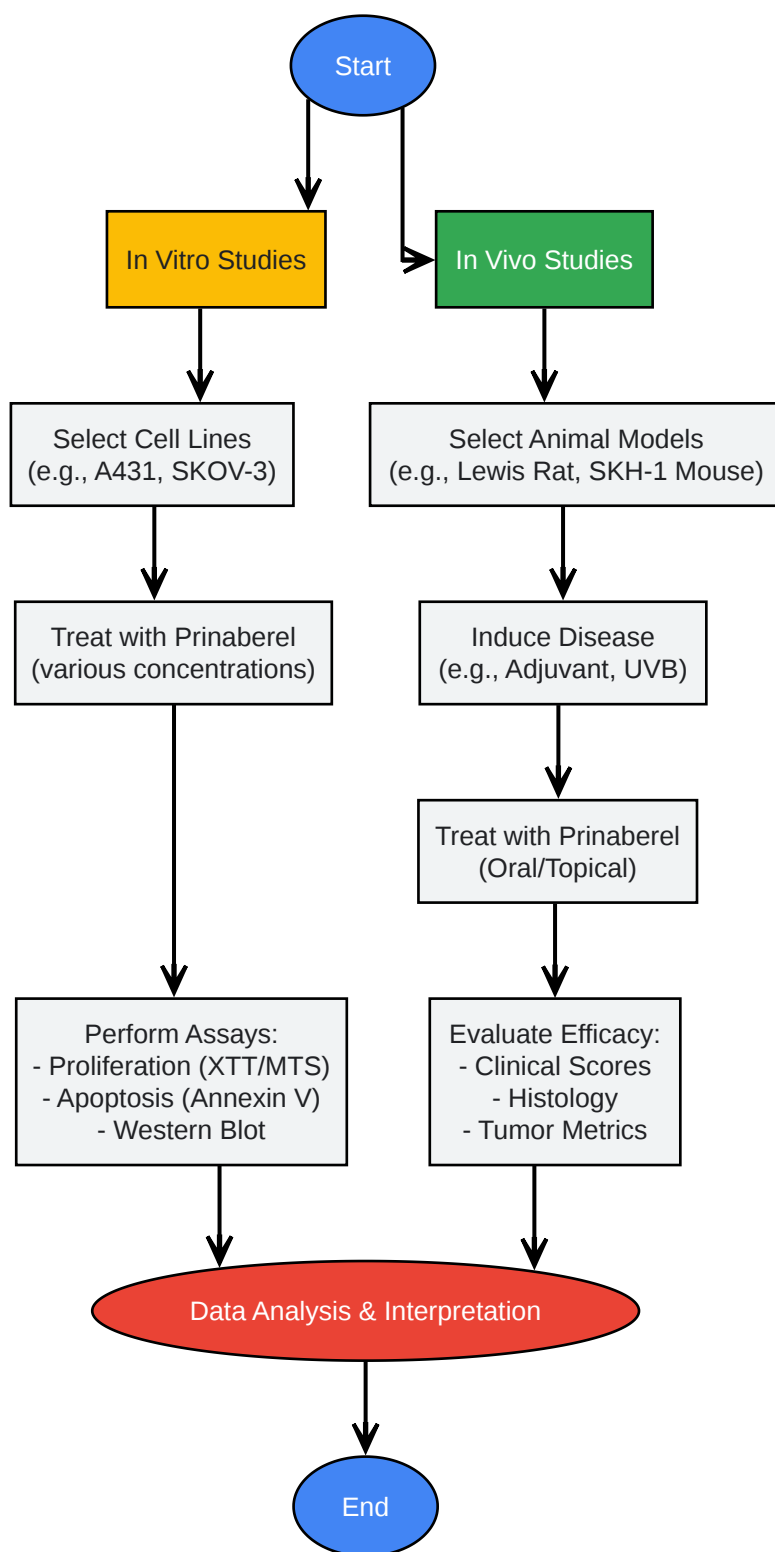 Start
In Vitro Studies
In Vivo Studies
Select Cell Lines
(e.g., A431, SKOV-3)
Select Animal Models
(e.g., Lewis Rat, SKH-1 Mouse)
Treat with Prinaberel
(various concentrations)
Induce Disease
(e.g., Adjuvant, UVB)
Treat with Prinaberel
(Oral/Topical)
Perform Assays:
- Proliferation (XTT/MTS)
- Apoptosis (Annexin V)
- Western Blot
Evaluate Efficacy:
- Clinical Scores
- Histology
- Tumor Metrics
Data Analysis & Interpretation
End